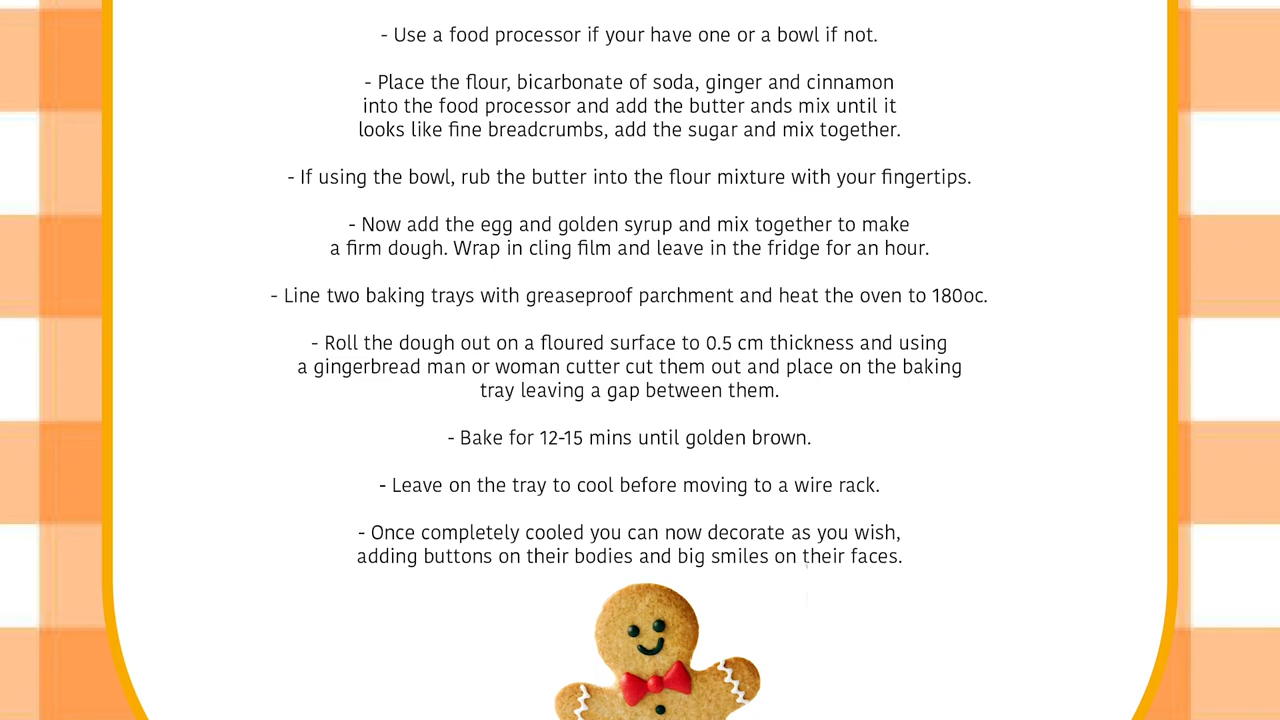 - Use a food processor if your have one or a bowl if not.
- Place the flour, bicarbonate of soda, ginger and cinnamon
into the food processor and add the butter ands mix until it
looks like fine breadcrumbs, add the sugar and mix together.
- If using the bowl, rub the butter into the flour mixture with your fingertips.
- Now add the egg and golden syrup and mix together to make
a firm dough. Wrap in cling film and leave in the fridge for an hour.
- Line two baking trays with greaseproof parchment and heat the oven to 180oc.
- Roll the dough out on a floured surface to 0.5 cm thickness and using
a gingerbread man or woman cutter cut them out and place on the baking
tray leaving a gap between them.
- Bake for 12-15 mins until golden brown.
- Leave on the tray to cool before moving to a wire rack.
- Once completely cooled you can now decorate as you wish,
adding buttons on their bodies and big smiles on their faces.